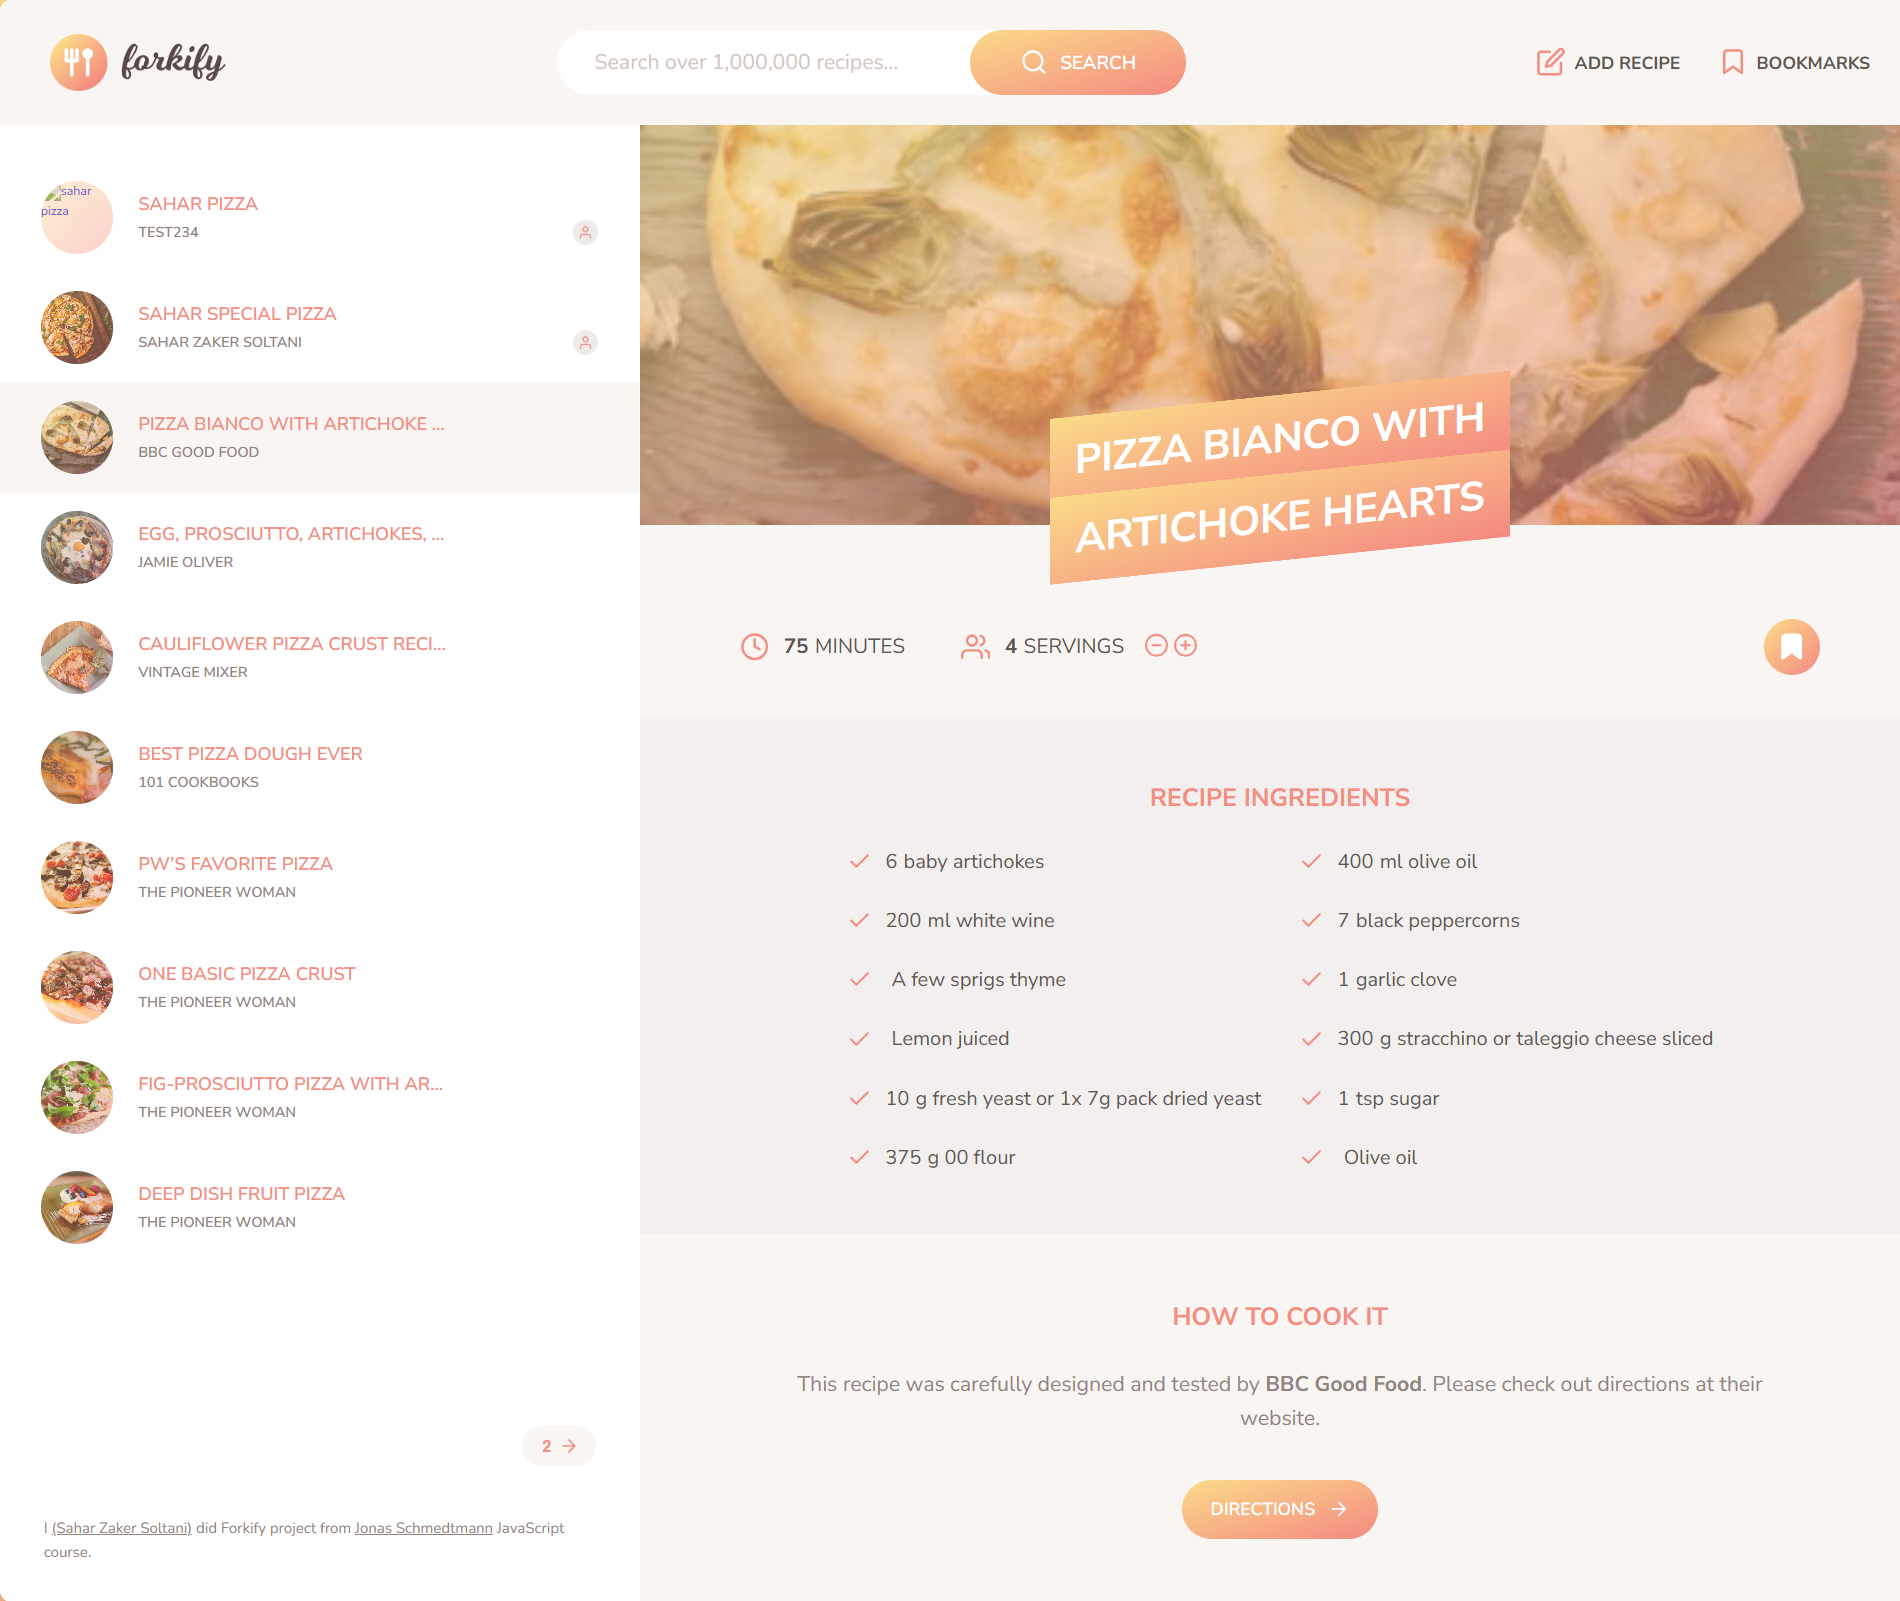 forkify
Search over 1,000,000 recipes...
SEARCH
ADD RECIPE
BOOKMARKS
sahar
pizza
SAHAR PIZZA
TEST234
SAHAR SPECIAL PIZZA
SAHAR ZAKER SOLTANI
PIZZA BIANCO WITH ARTICHOKE ...
BBC GOOD FOOD
EGG, PROSCIUTTO, ARTICHOKES, ...
JAMIE OLIVER
CAULIFLOWER PIZZA CRUST RECI...
VINTAGE MIXER
BEST PIZZA DOUGH EVER
101 COOKBOOKS
PW'S FAVORITE PIZZA
THE PIONEER WOMAN
ONE BASIC PIZZA CRUST
THE PIONEER WOMAN
FIG-PROSCIUTTO PIZZA WITH AR...
THE PIONEER WOMAN
DEEP DISH FRUIT PIZZA
THE PIONEER WOMAN
2
I (Sahar Zaker Soltani) did Forkify project from Jonas Schmedtmann JavaScript
course.
PIZZA BIANCO WITH
ARTICHOKE HEARTS
75 MINUTES
4 SERVINGS
RECIPE INGREDIENTS
6 baby artichokes
400 ml olive oil
200 ml white wine
7 black peppercorns
A few sprigs thyme
1 garlic clove
Lemon juiced
300 g stracchino or taleggio cheese sliced
10 g fresh yeast or 1x 7g pack dried yeast
1 tsp sugar
375 g 00 flour
Olive oil
HOW TO COOK IT
This recipe was carefully designed and tested by BBC Good Food. Please check out directions at their
website.
DIRECTIONS